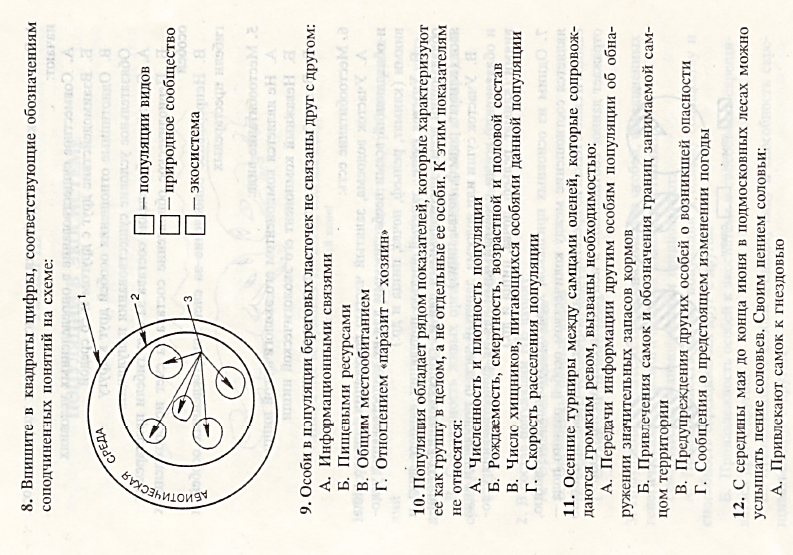 8. Впишите в квадраты цифры, соответствующие обозначениям
соподчиненных понятий на схеме:
АБИОТИЧЕСКАЯ СРЕДА
1
2
3
— популяции видов
— природное сообщество
— экосистема
9. Особи в популяции береговых ласточек не связаны друг с другом:
А. Информационными связями
Б. Пищевыми ресурсами
В. Общим местообитанием
Г. Отношением «паразит — хозяин»
10. Популяция обладает рядом показателей, которые характеризуют
ее как группу в целом, а не отдельные ее особи. К этим показателям
не относятся:
А. Численность и плотность популяции
Б. Рождаемость, смертность, возрастной и половой состав
В. Число хищников, питающихся особями данной популяции
Г. Скорость расселения популяции
11. Осенние турниры между самцами оленей, которые сопровож-
даются громким ревом, вызваны необходимостью:
А. Передачи информации другим особям популяции об обна-
ружении значительных запасов кормов
Б. Привлечения самок и обозначения границ занимаемой сам-
цом территории
В. Предупреждения других особей о возникшей опасности
Г. Сообщения о предстоящем изменении погоды
12. С середины мая до конца июня в подмосковных лесах можно
услышать пение соловьев. Своим пением соловьи:
А. Привлекают самок к гнездовью